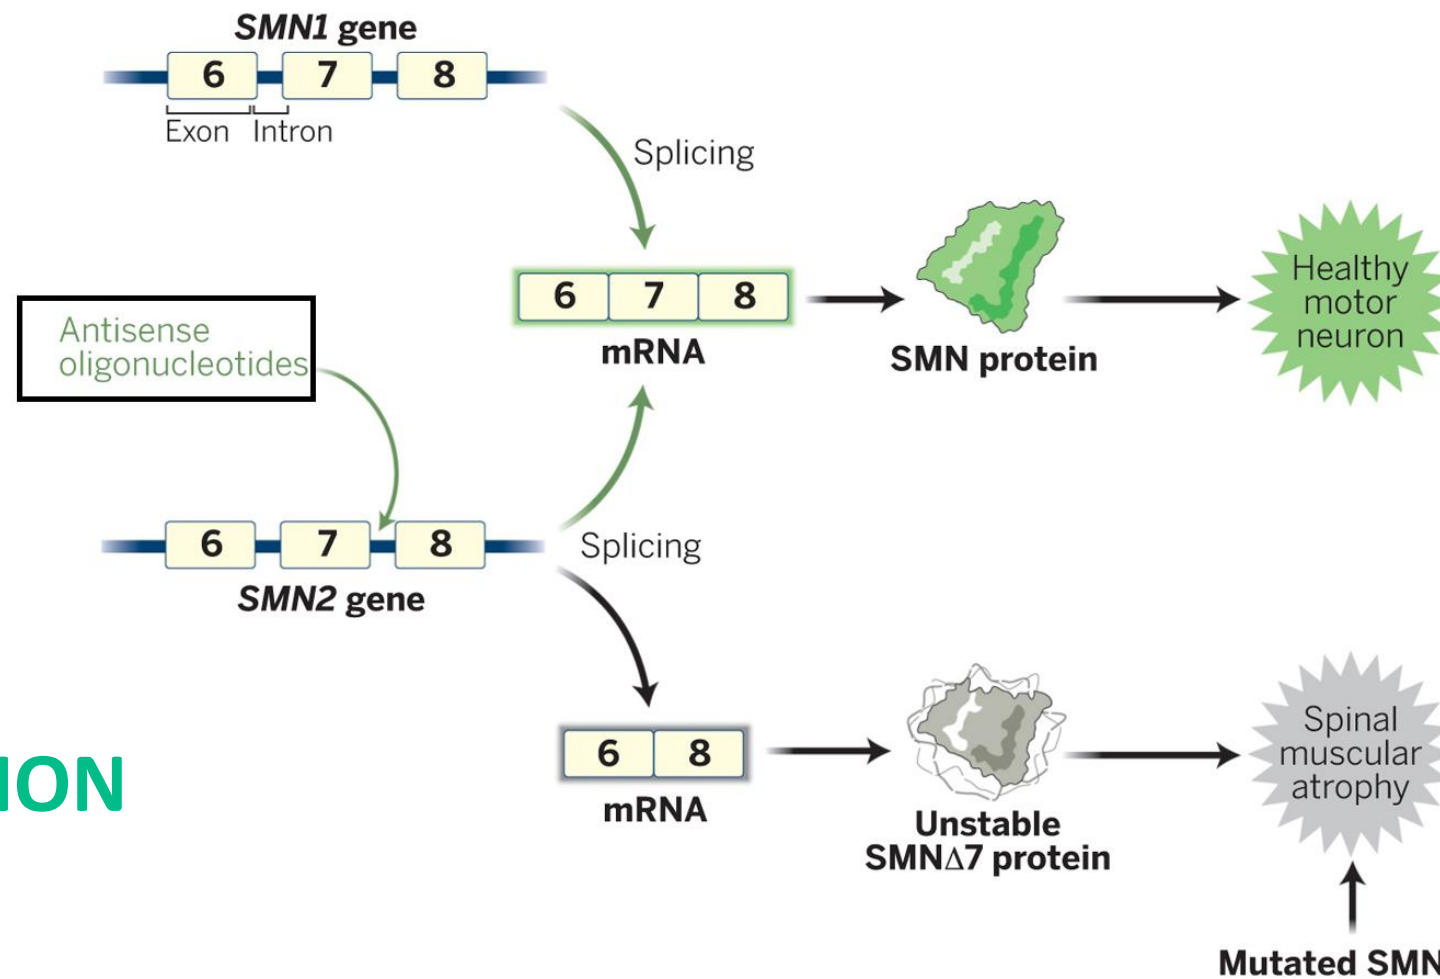 SMN1 gene
6 7 8
Exon Intron
Splicing
Antisense
oligonucleotides
6 7 8
mRNA
SMN protein
Healthy
motor
neuron
6 7 8
SMN2 gene
Splicing
ION
6 8
mRNA
Unstable
SMNΔ7 protein
Spinal
muscular
atrophy
Mutated SMN